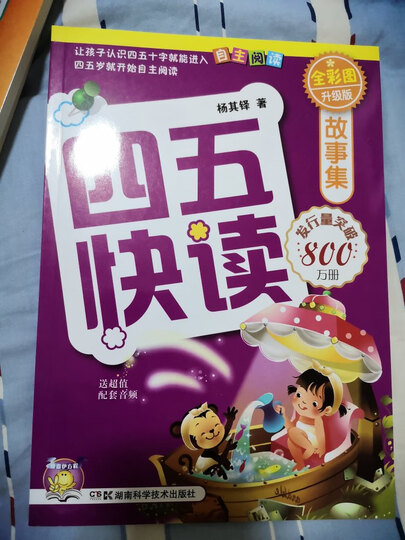 让孩子认识四五十字就能进入 自主阅读
四五岁就开始自主阅读
全彩图
升级版
杨其铎 著
故事集
四五
快读
发行量突破
800
万册
送超值
配套音频
湖南科学技术出版社